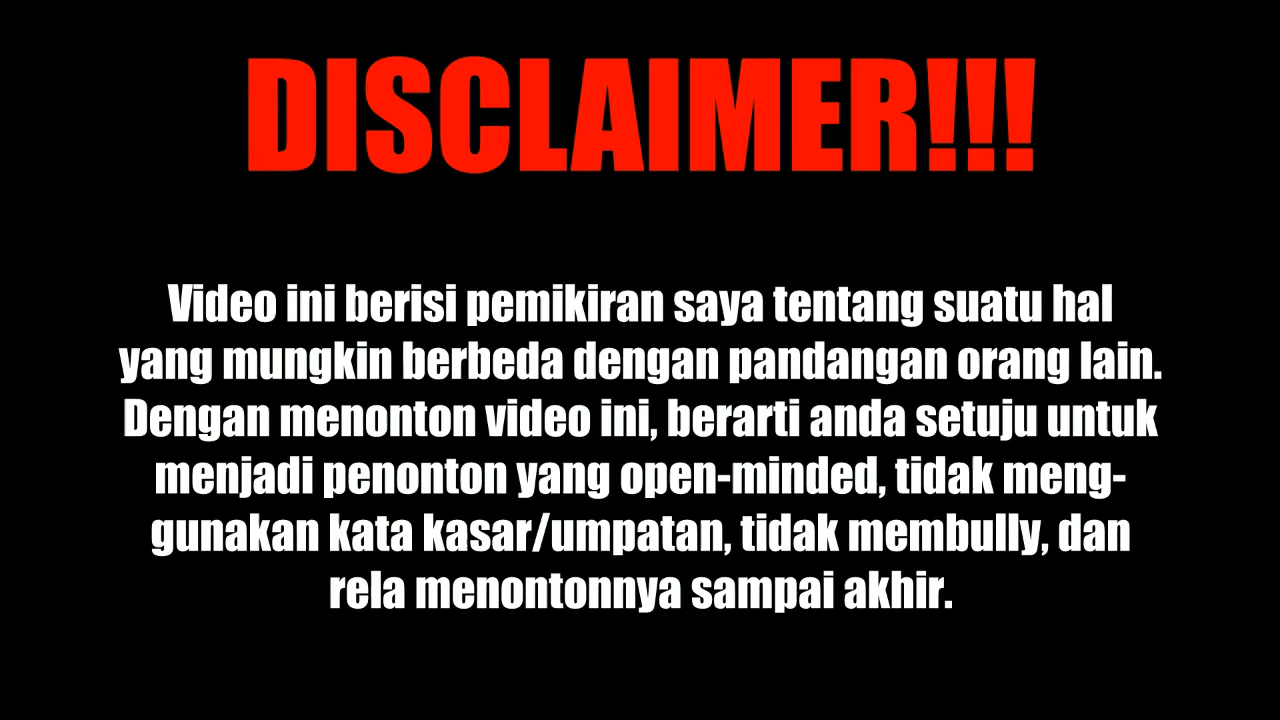 DISCLAIMER!!!
Video ini berisi pemikiran saya tentang suatu hal
yang mungkin berbeda dengan pandangan orang lain.
Dengan menonton video ini, berarti anda setuju untuk
menjadi penonton yang open-minded, tidak meng-
gunakan kata kasar/umpatan, tidak membully, dan
rela menontonnya sampai akhir.